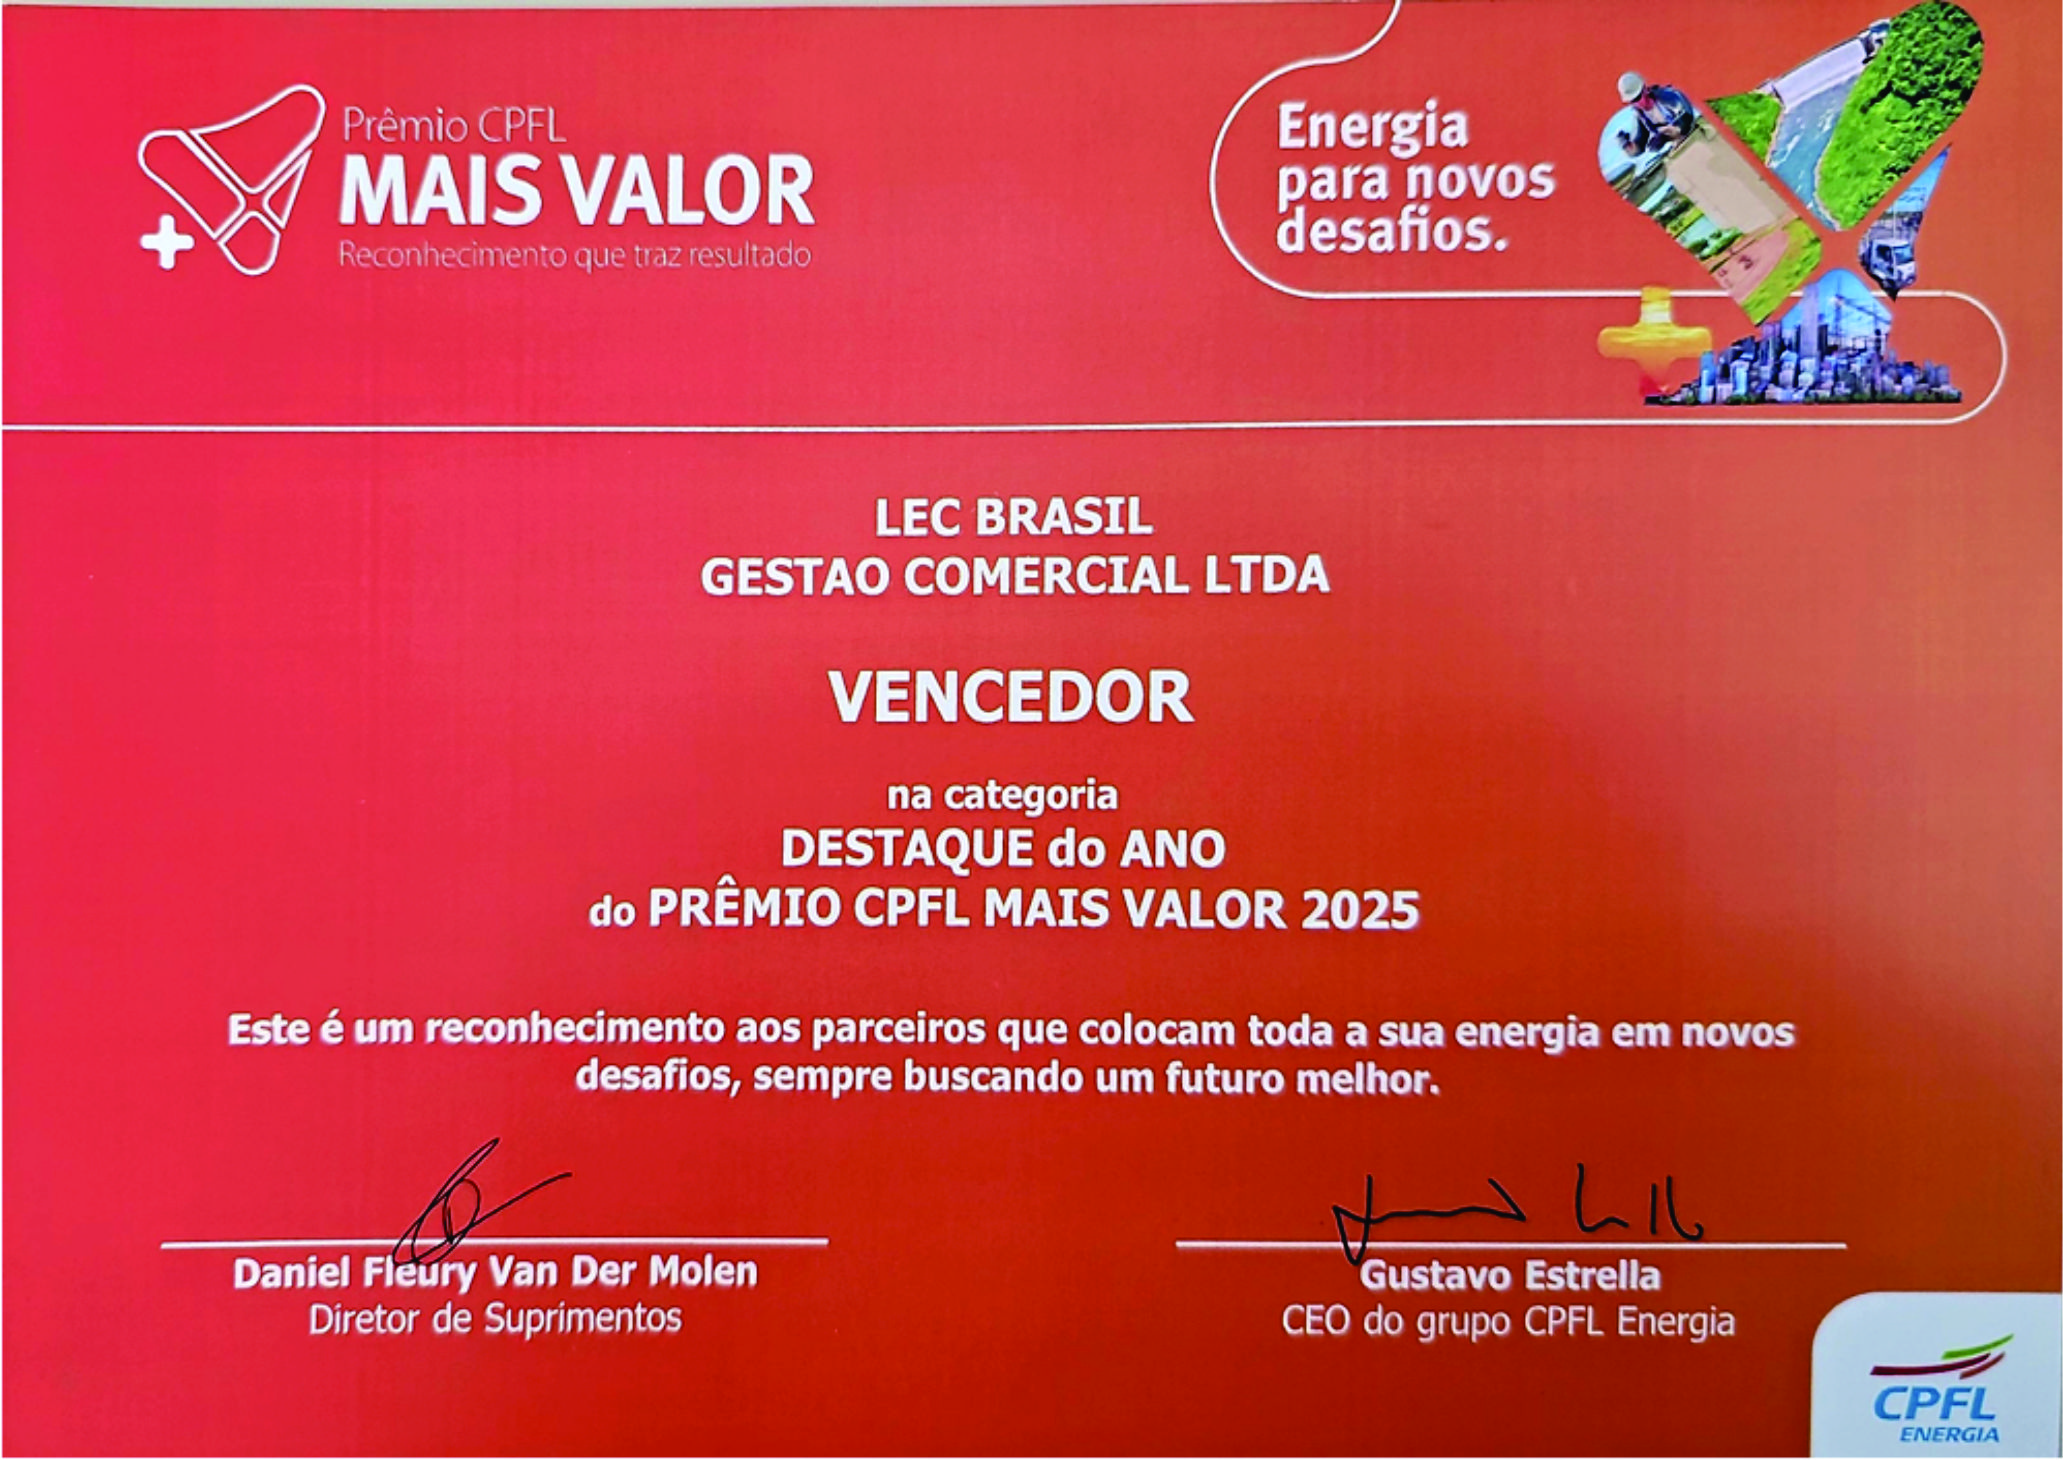 Prêmio CPFL
MAIS VALOR
Reconhecimento que traz resultado
Energia
para novos
desafios.
LEC BRASIL
GESTAO COMERCIAL LTDA
VENCEDOR
na categoria
DESTAQUE do ANO
do PRÊMIO CPFL MAIS VALOR 2025
Este é um reconhecimento aos parceiros que colocam toda a sua energia em novos
desafios, sempre buscando um futuro melhor.
Daniel Fleury Van Der Molen
Diretor de Suprimentos
Gustavo Estrella
CEO do grupo CPFL Energia
CPFL
ENERGIA